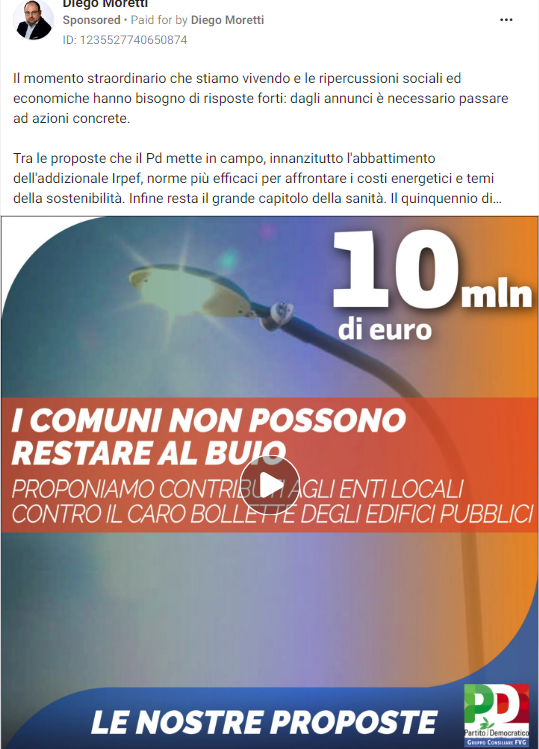 Diego Moretti
Sponsored • Paid for by Diego Moretti
ID: 1235527740650874
Il momento straordinario che stiamo vivendo e le ripercussioni sociali ed
economiche hanno bisogno di risposte forti: dagli annunci è necessario passare
ad azioni concrete.
Tra le proposte che il Pd mette in campo, innanzitutto l'abbattimento
dell'addizionale Irpef, norme più efficaci per affrontare i costi energetici e temi
della sostenibilità. Infine resta il grande capitolo della sanità. Il quinquennio di...
10 mln
di euro
I COMUNI NON POSSONO
RESTARE AL BUIO
PROPONIAMO CONTRIBUTI AGLI ENTI LOCALI
CONTRO IL CARO BOLLETTE DEGLI EDIFICI PUBBLICI
LE NOSTRE PROPOSTE
PD
Partito Democratico
GRUPPO CONSILIARE FVG